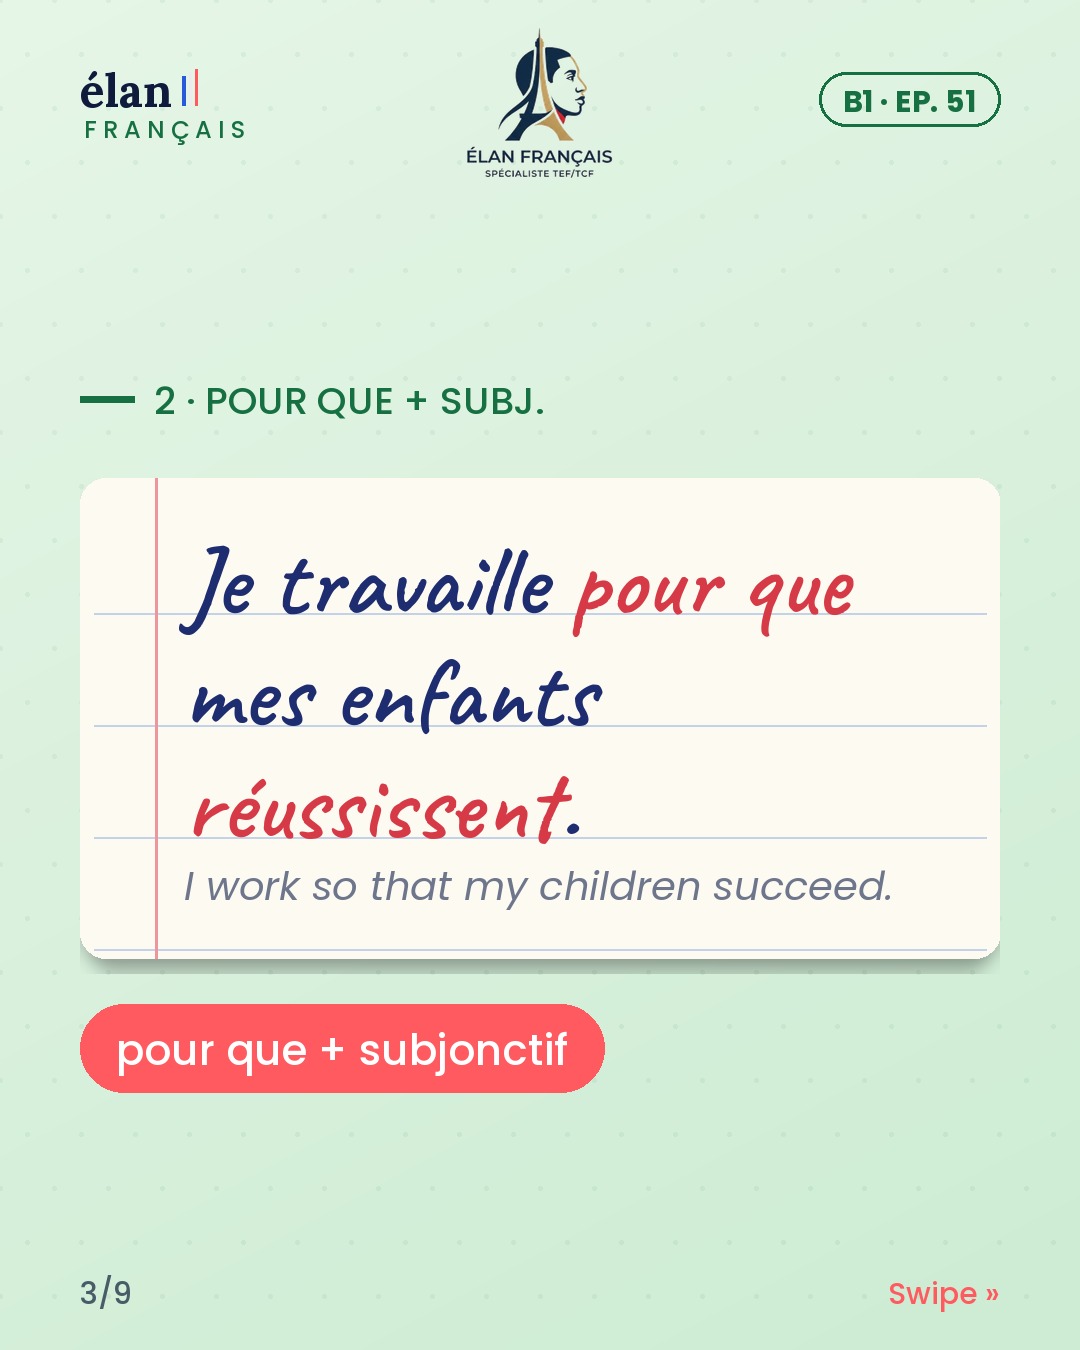 élan
FRANÇAIS
ÉLAN FRANÇAIS
SPÉCIALISTE TEF/TCF
B1 · EP. 51
2 · POUR QUE + SUBJ.
Je travaille pour que
mes enfants
réussissent.
I work so that my children succeed.
pour que + subjonctif
3/9
Swipe »